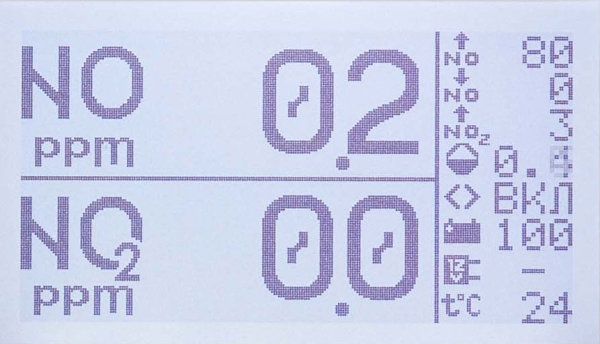 NO 0.2
ppm
NO2 0.0
ppm
↑NO 80
↓NO 0
↑NO2 3
0.
<> ВКЛ
100
–
t°C 24